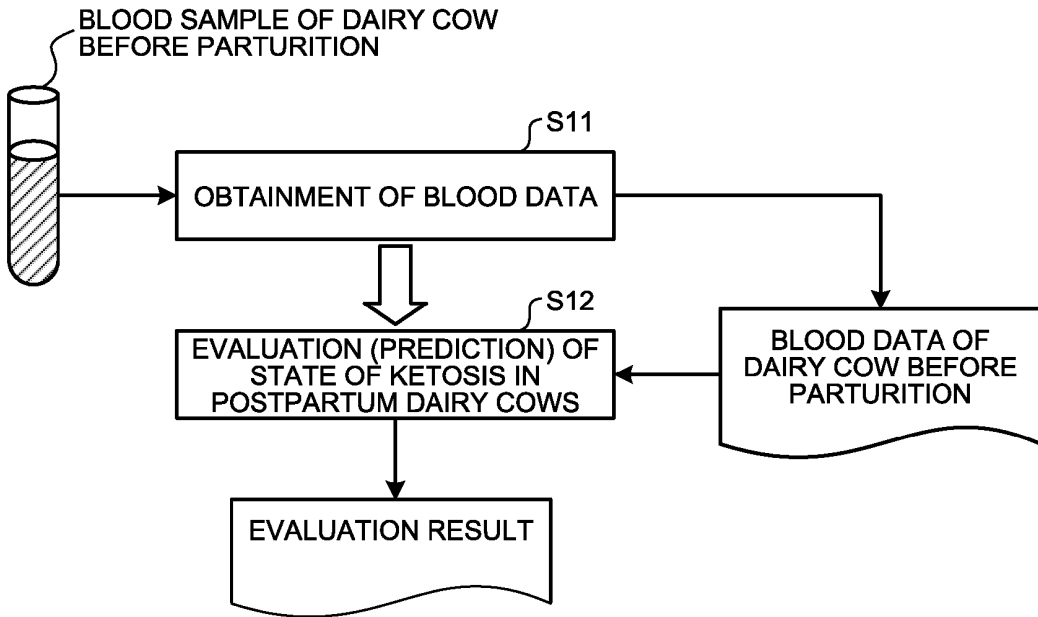 BLOOD SAMPLE OF DAIRY COW
BEFORE PARTURITION
S11
OBTAINMENT OF BLOOD DATA
S12
EVALUATION (PREDICTION) OF
STATE OF KETOSIS IN
POSTPARTUM DAIRY COWS
BLOOD DATA OF
DAIRY COW BEFORE
PARTURITION
EVALUATION RESULT